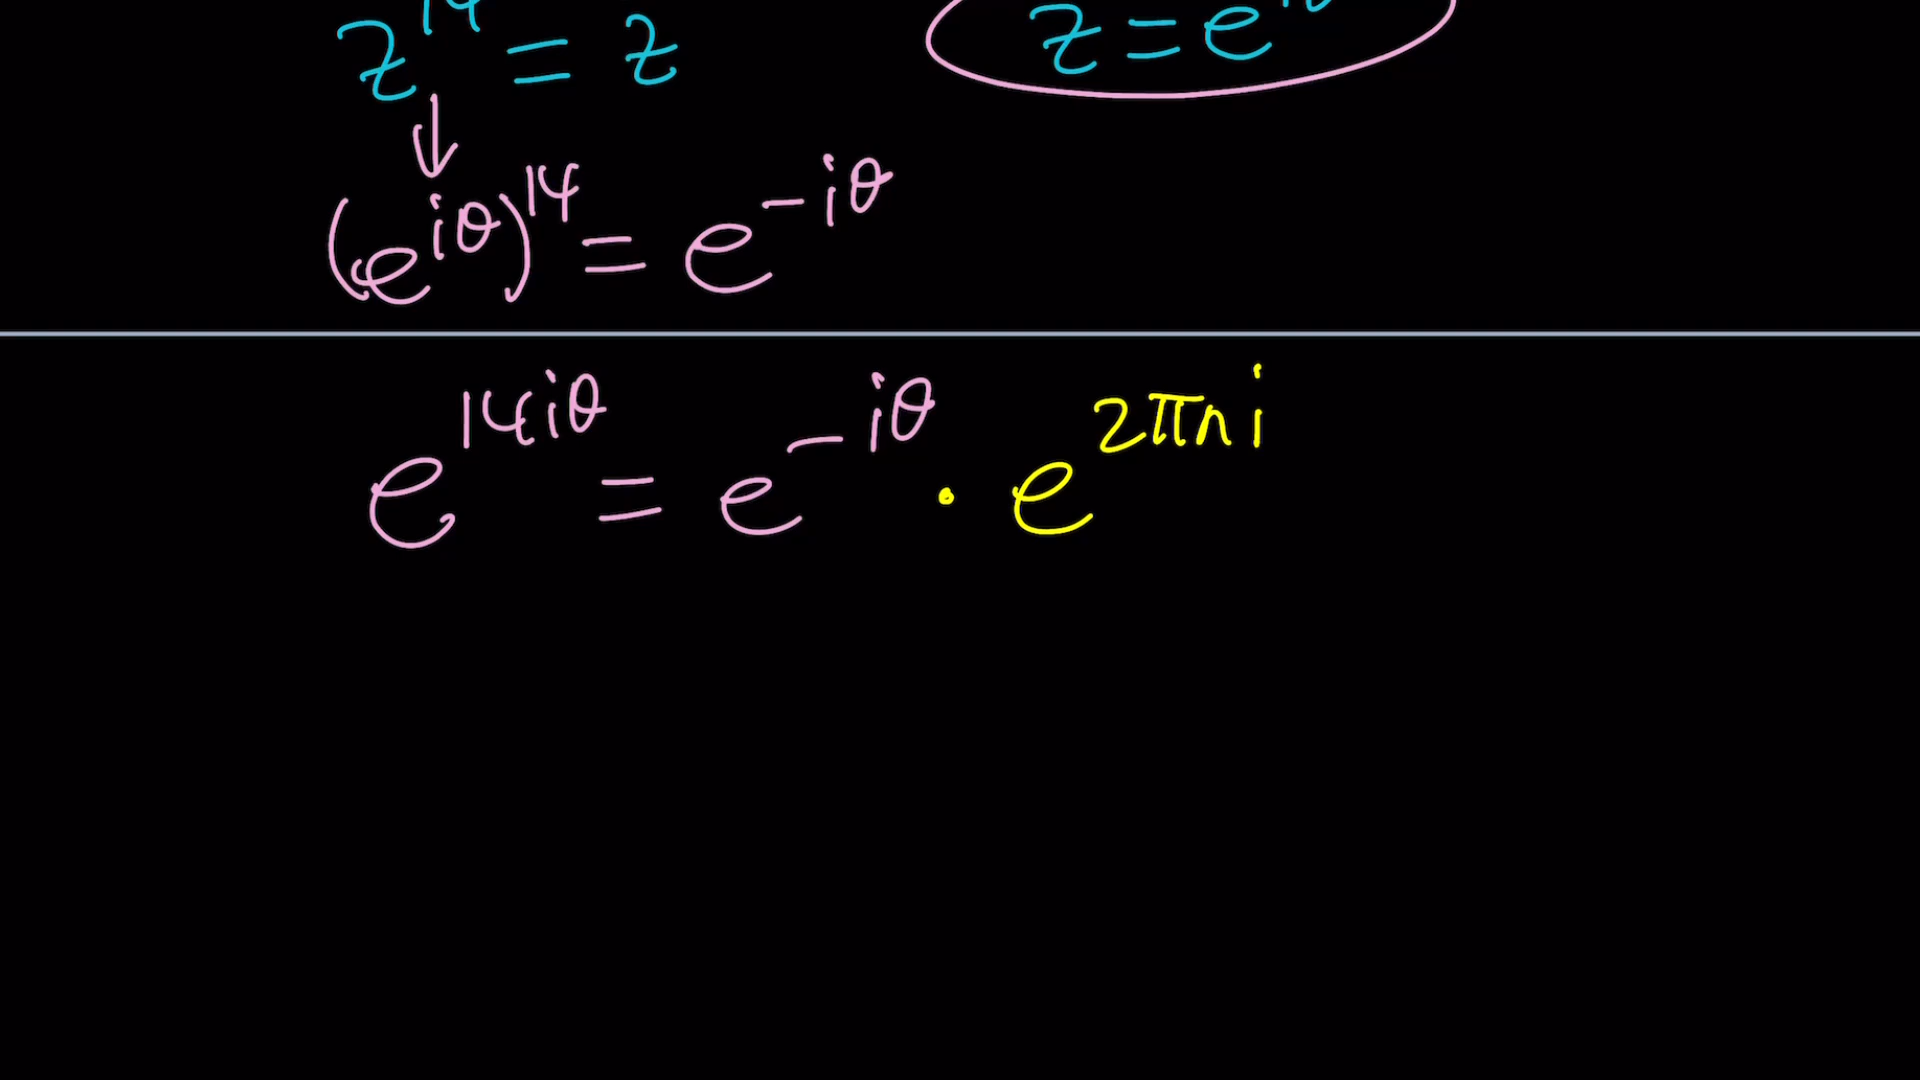 z^14 = z z = e^iθ
(e^iθ)^14 = e^-iθ
e^14iθ = e^-iθ · e^2πni